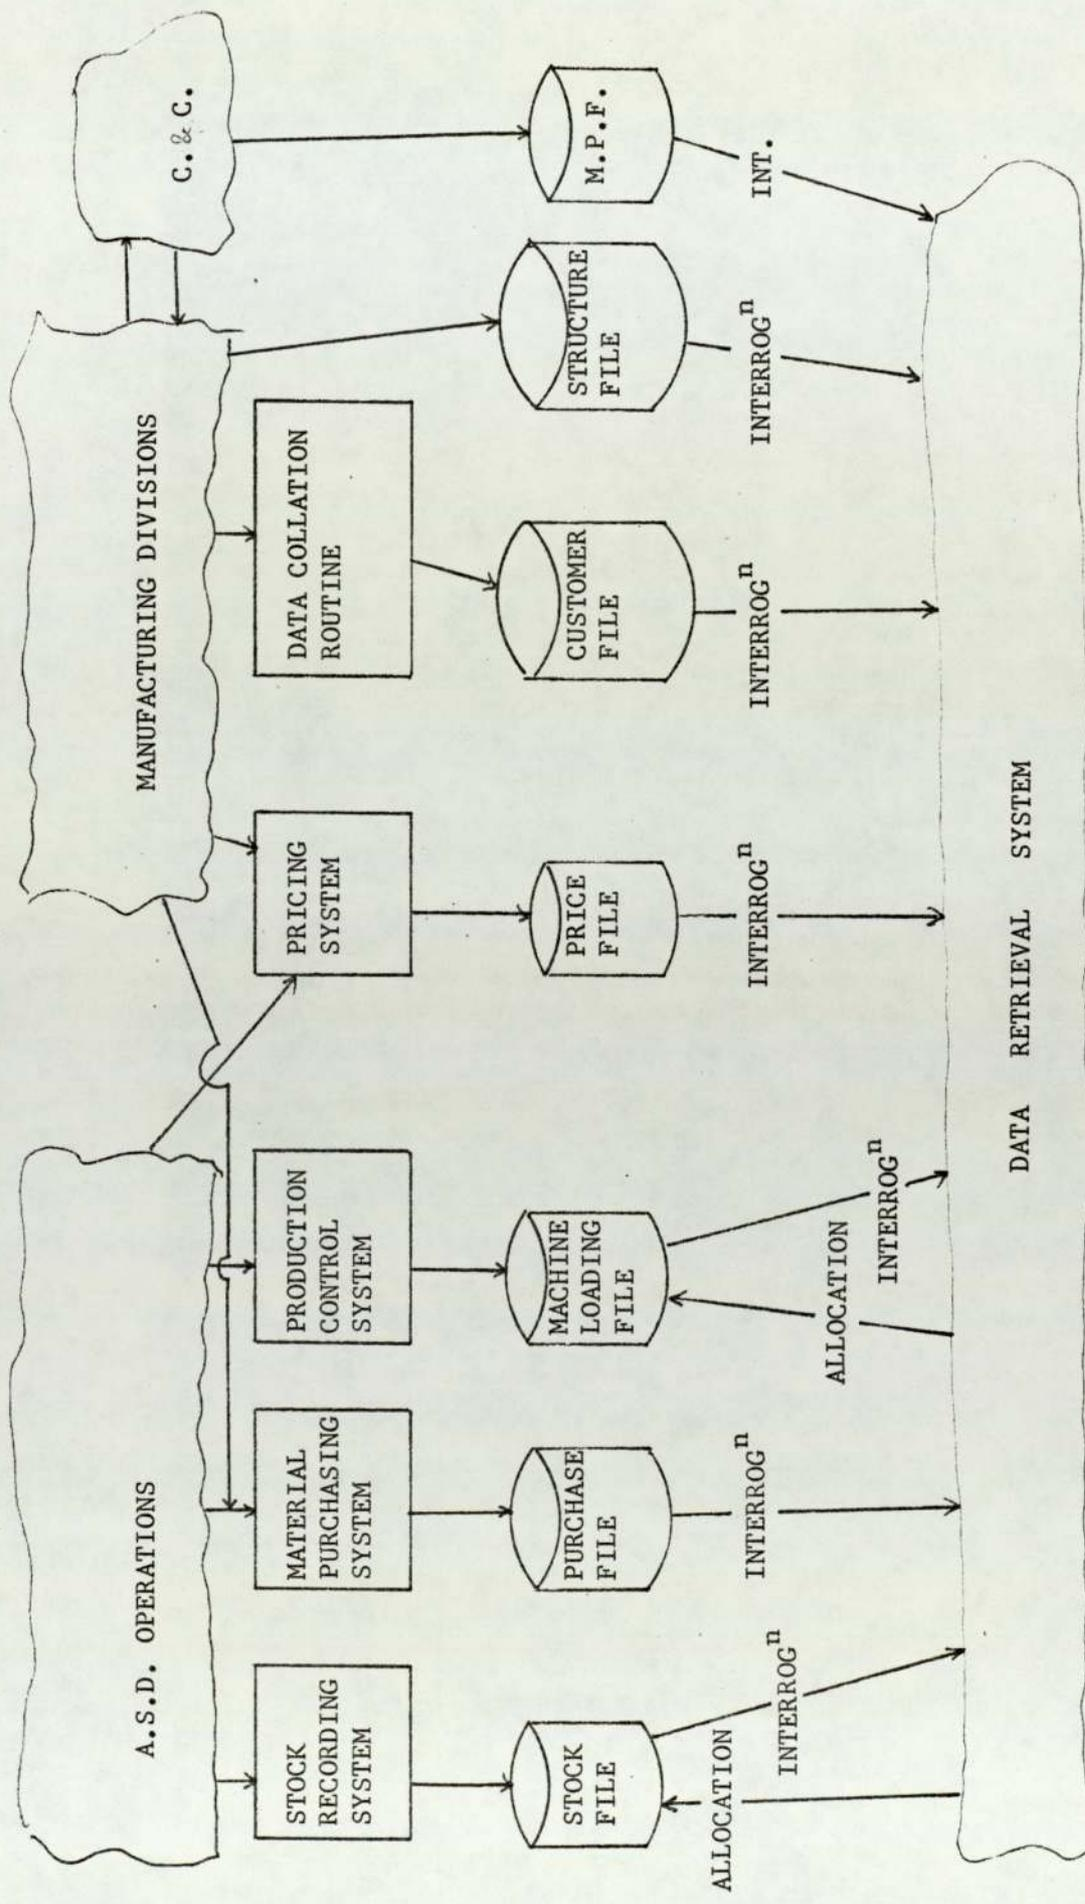 A.S.D. OPERATIONS
MANUFACTURING DIVISIONS
C. & C.
STOCK
RECORDING
SYSTEM
MATERIAL
PURCHASING
SYSTEM
PRODUCTION
CONTROL
SYSTEM
PRICING
SYSTEM
DATA COLLATION
ROUTINE
STOCK
FILE
PURCHASE
FILE
MACHINE
LOADING
FILE
PRICE
FILE
CUSTOMER
FILE
STRUCTURE
FILE
M.P.F.
ALLOCATION
INTERROGⁿ
INTERROGⁿ
ALLOCATION
INTERROGⁿ
INTERROGⁿ
INTERROGⁿ
INTERROGⁿ
INT.
DATA RETRIEVAL SYSTEM